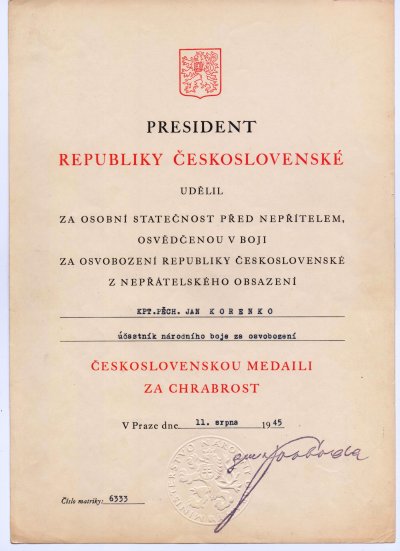 PRESIDENT
REPUBLIKY ČESKOSLOVENSKÉ
UDĚLIL
ZA OSOBNÍ STATEČNOST PŘED NEPŘÍTELEM,
OSVĚDČENOU V BOJI
ZA OSVOBOZENÍ REPUBLIKY ČESKOSLOVENSKÉ
Z NEPŘÁTELSKÉHO OBSAZENÍ
KPT.PĚCH. JAN KORENKO
účastník národního boje za osvobození
ČESKOSLOVENSKOU MEDAILI
ZA CHRABROST
V Praze dne 11. srpna 1945
Svoboda
Číslo matriky: 6333